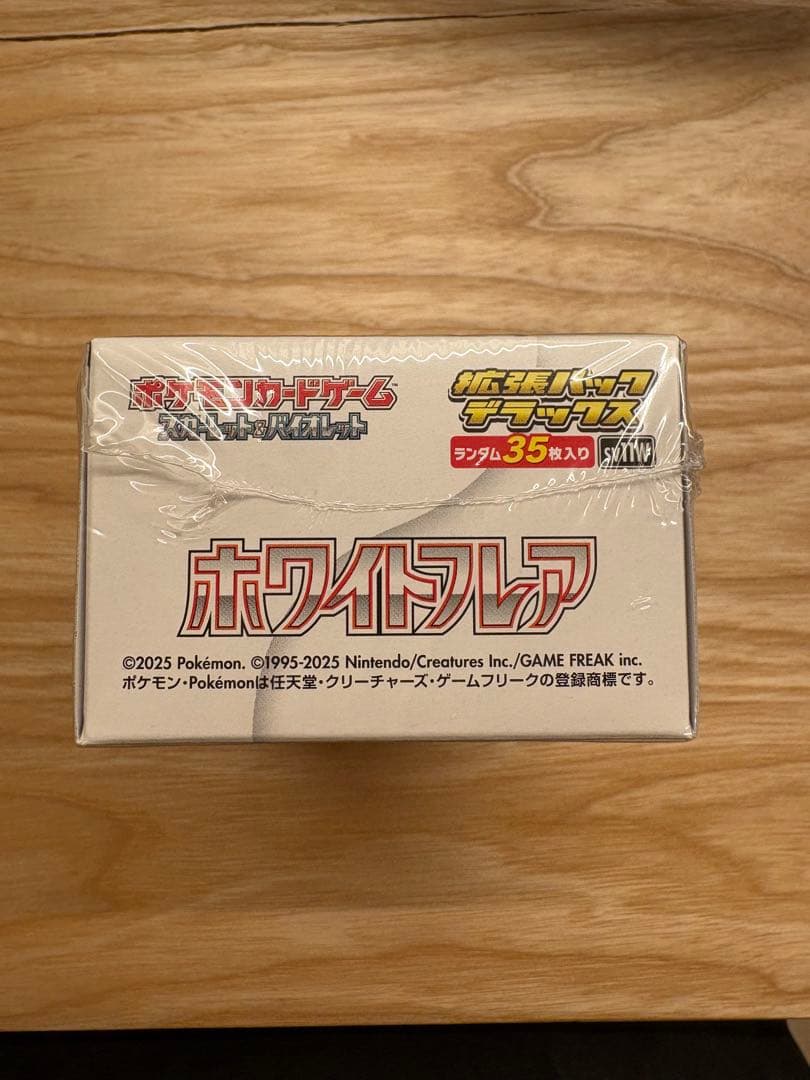 ポケモンカードゲーム™
スカーレット&バイオレット
拡張パック
デラックス
ランダム35枚入り
sv11W
ホワイトフレア
©2025 Pokémon. ©1995-2025 Nintendo/Creatures Inc./GAME FREAK inc.
ポケモン・Pokémonは任天堂・クリーチャーズ・ゲームフリークの登録商標です。